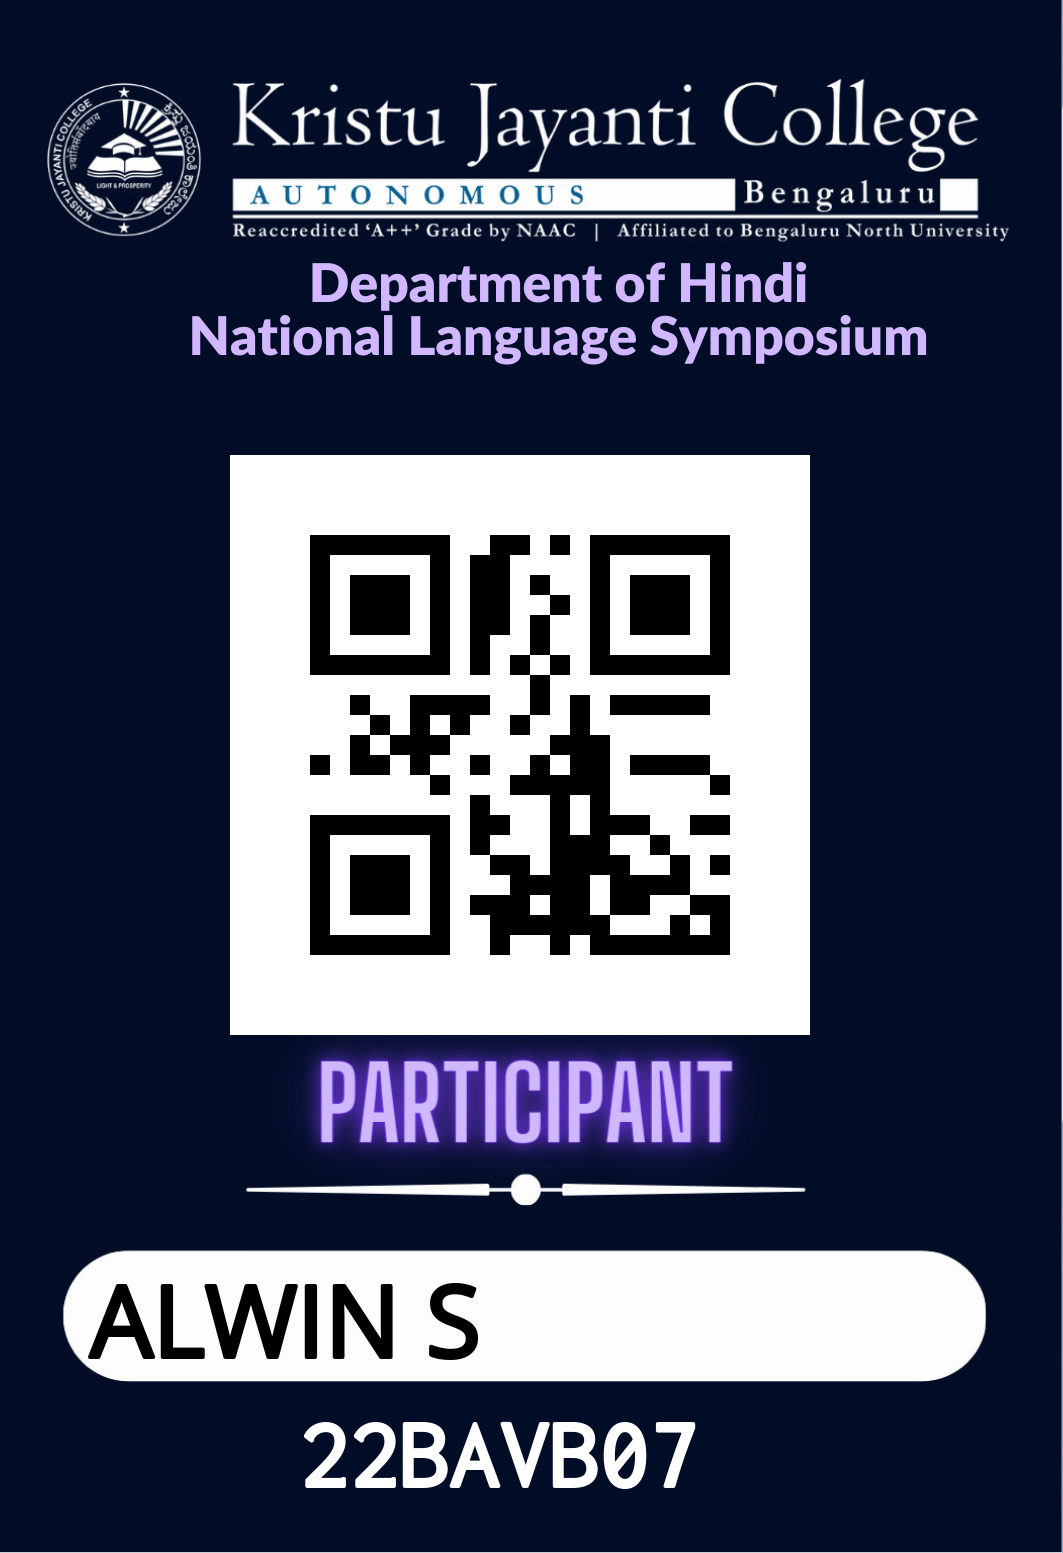 Kristu Jayanti College
AUTONOMOUS Bengaluru
Reaccredited ‘A++’ Grade by NAAC | Affiliated to Bengaluru North University
KRISTU JAYANTI COLLEGE
LIGHT & PROSPERITY
Department of Hindi
National Language Symposium
PARTICIPANT
ALWIN S
22BAVB07